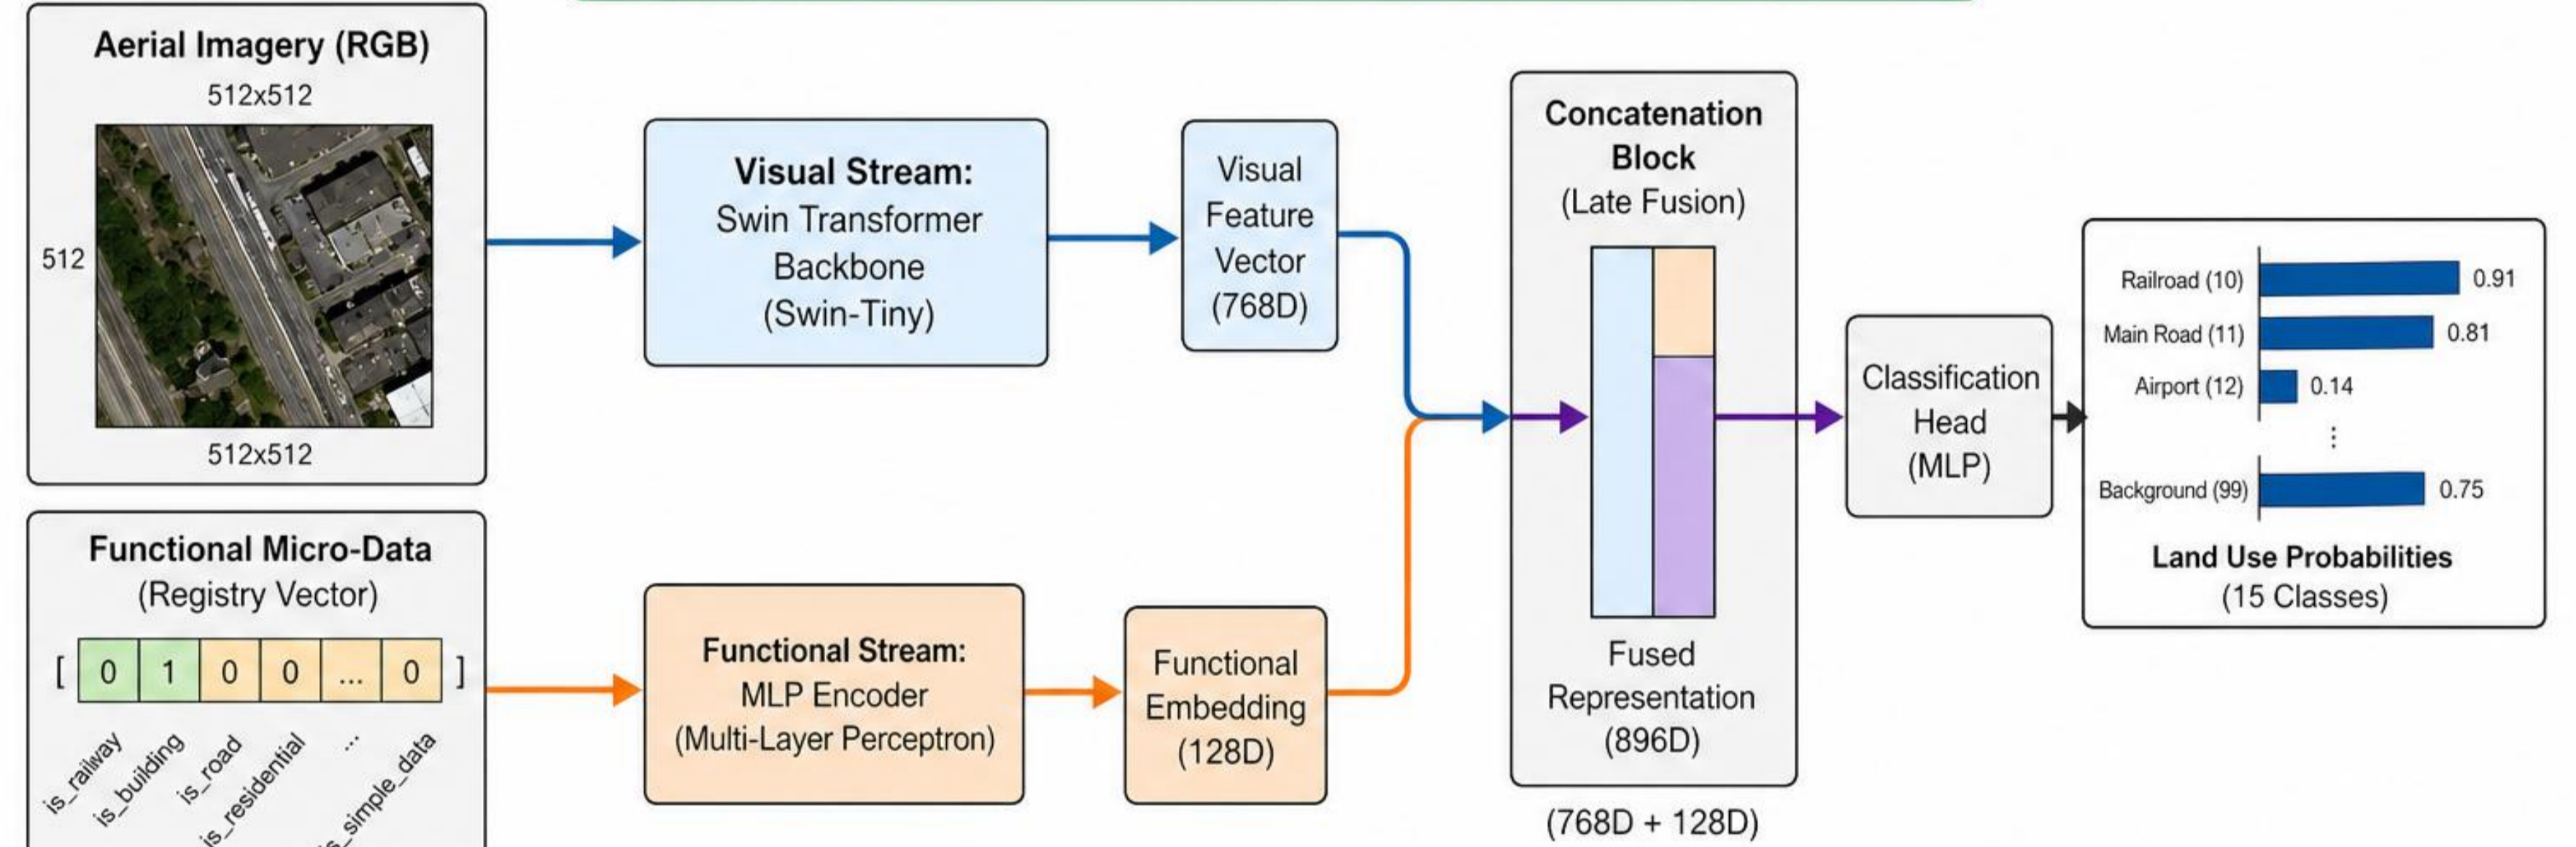 Aerial Imagery (RGB)
512x512
512
512x512
Functional Micro-Data
(Registry Vector)
[ 0 1 0 0 ... 0 ]
is_railway
is_building
is_road
is_residential
...
is_simple_data
Visual Stream:
Swin Transformer
Backbone
(Swin-Tiny)
Visual
Feature
Vector
(768D)
Functional Stream:
MLP Encoder
(Multi-Layer Perceptron)
Functional
Embedding
(128D)
Concatenation
Block
(Late Fusion)
Fused
Representation
(896D)
(768D + 128D)
Classification
Head
(MLP)
Railroad (10) 0.91
Main Road (11) 0.81
Airport (12) 0.14
⋮
Background (99) 0.75
Land Use Probabilities
(15 Classes)